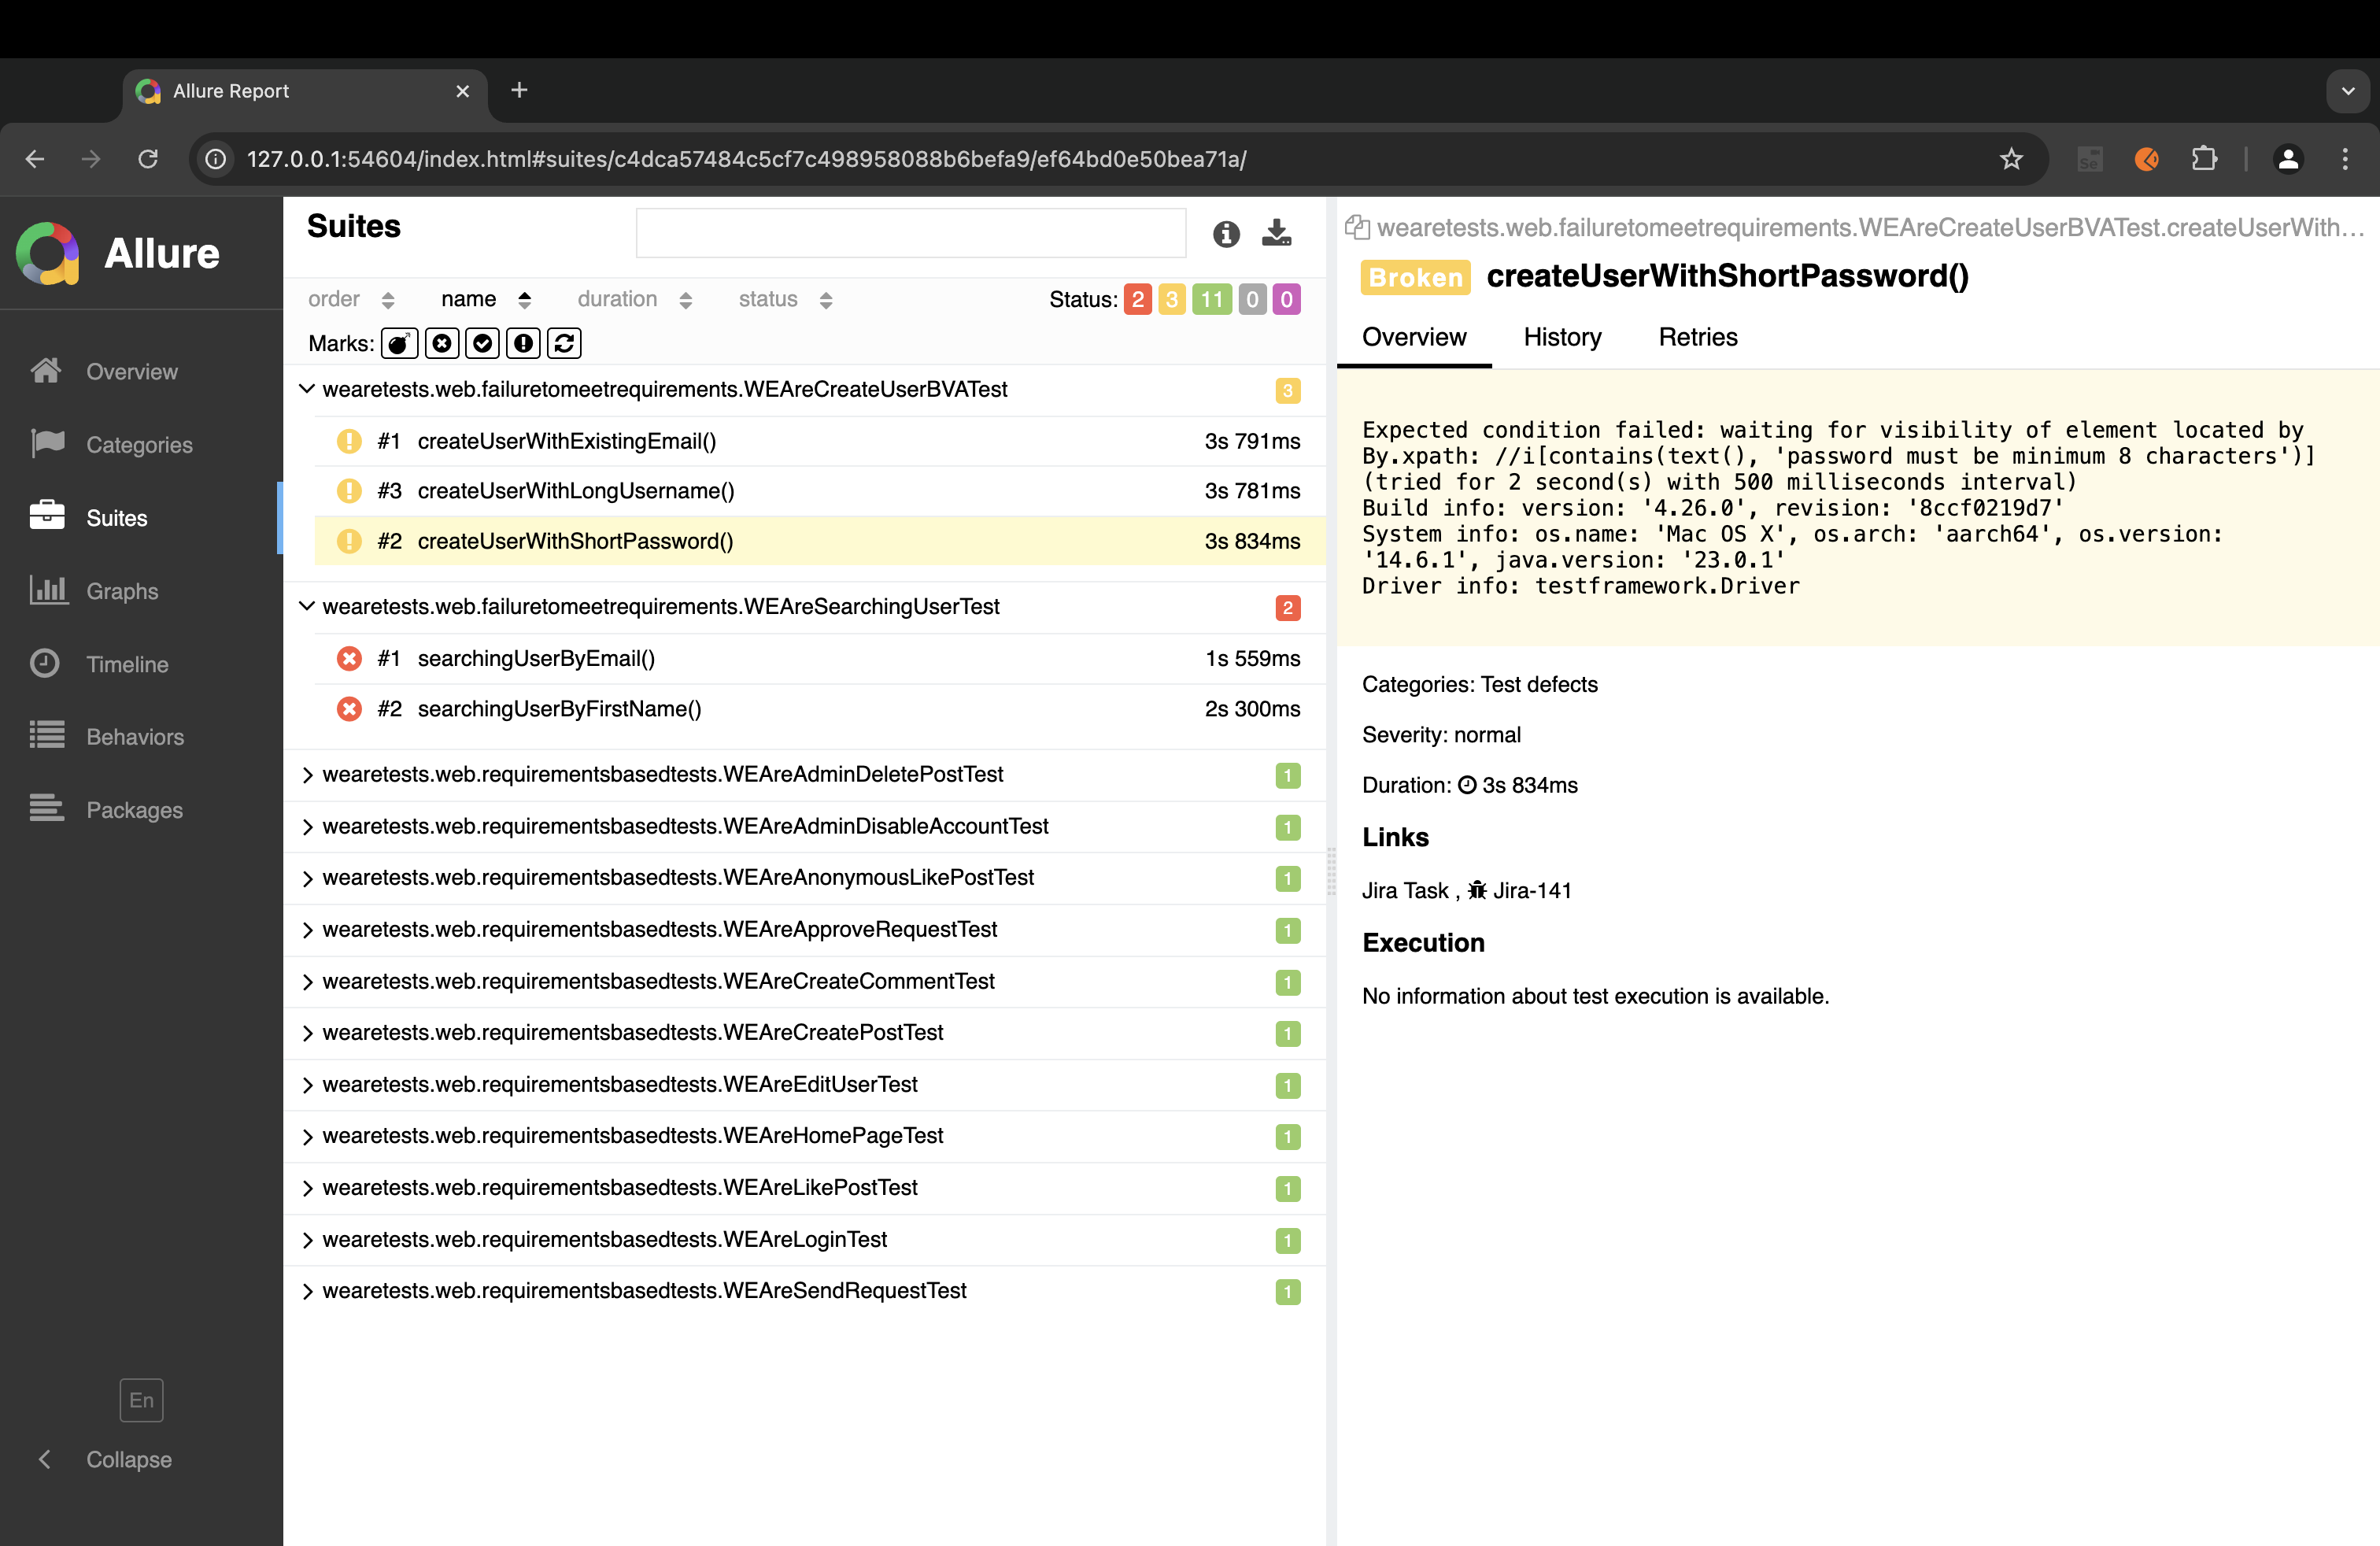 Allure Report
127.0.0.1:54604/index.html#suites/c4dca57484c5cf7c498958088b6befa9/ef64bd0e50bea71a/
Se
Allure
Overview
Categories
Suites
Graphs
Timeline
Behaviors
Packages
En
Collapse
Suites
order name duration status Status: 2 3 11 0 0
Marks:
wearetests.web.failuretomeetrequirements.WEAreCreateUserBVATest 3
#1 createUserWithExistingEmail() 3s 791ms
#3 createUserWithLongUsername() 3s 781ms
#2 createUserWithShortPassword() 3s 834ms
wearetests.web.failuretomeetrequirements.WEAreSearchingUserTest 2
#1 searchingUserByEmail() 1s 559ms
#2 searchingUserByFirstName() 2s 300ms
wearetests.web.requirementsbasedtests.WEAreAdminDeletePostTest 1
wearetests.web.requirementsbasedtests.WEAreAdminDisableAccountTest 1
wearetests.web.requirementsbasedtests.WEAreAnonymousLikePostTest 1
wearetests.web.requirementsbasedtests.WEAreApproveRequestTest 1
wearetests.web.requirementsbasedtests.WEAreCreateCommentTest 1
wearetests.web.requirementsbasedtests.WEAreCreatePostTest 1
wearetests.web.requirementsbasedtests.WEAreEditUserTest 1
wearetests.web.requirementsbasedtests.WEAreHomePageTest 1
wearetests.web.requirementsbasedtests.WEAreLikePostTest 1
wearetests.web.requirementsbasedtests.WEAreLoginTest 1
wearetests.web.requirementsbasedtests.WEAreSendRequestTest 1
wearetests.web.failuretomeetrequirements.WEAreCreateUserBVATest.createUserWith...
Broken createUserWithShortPassword()
Overview History Retries
Expected condition failed: waiting for visibility of element located by
By.xpath: //i[contains(text(), 'password must be minimum 8 characters')]
(tried for 2 second(s) with 500 milliseconds interval)
Build info: version: '4.26.0', revision: '8ccf0219d7'
System info: os.name: 'Mac OS X', os.arch: 'aarch64', os.version:
'14.6.1', java.version: '23.0.1'
Driver info: testframework.Driver
Categories: Test defects
Severity: normal
Duration: 3s 834ms
Links
Jira Task , Jira-141
Execution
No information about test execution is available.